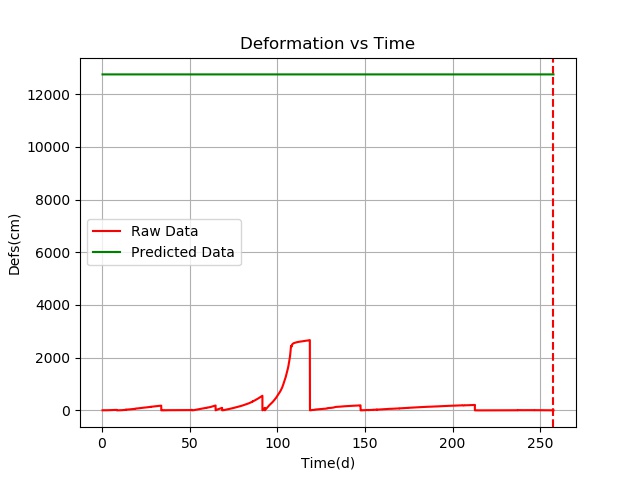 Deformation vs Time
Defs(cm)
12000
10000
8000
6000
4000
2000
0
Raw Data
Predicted Data
0 50 100 150 200 250
Time(d)